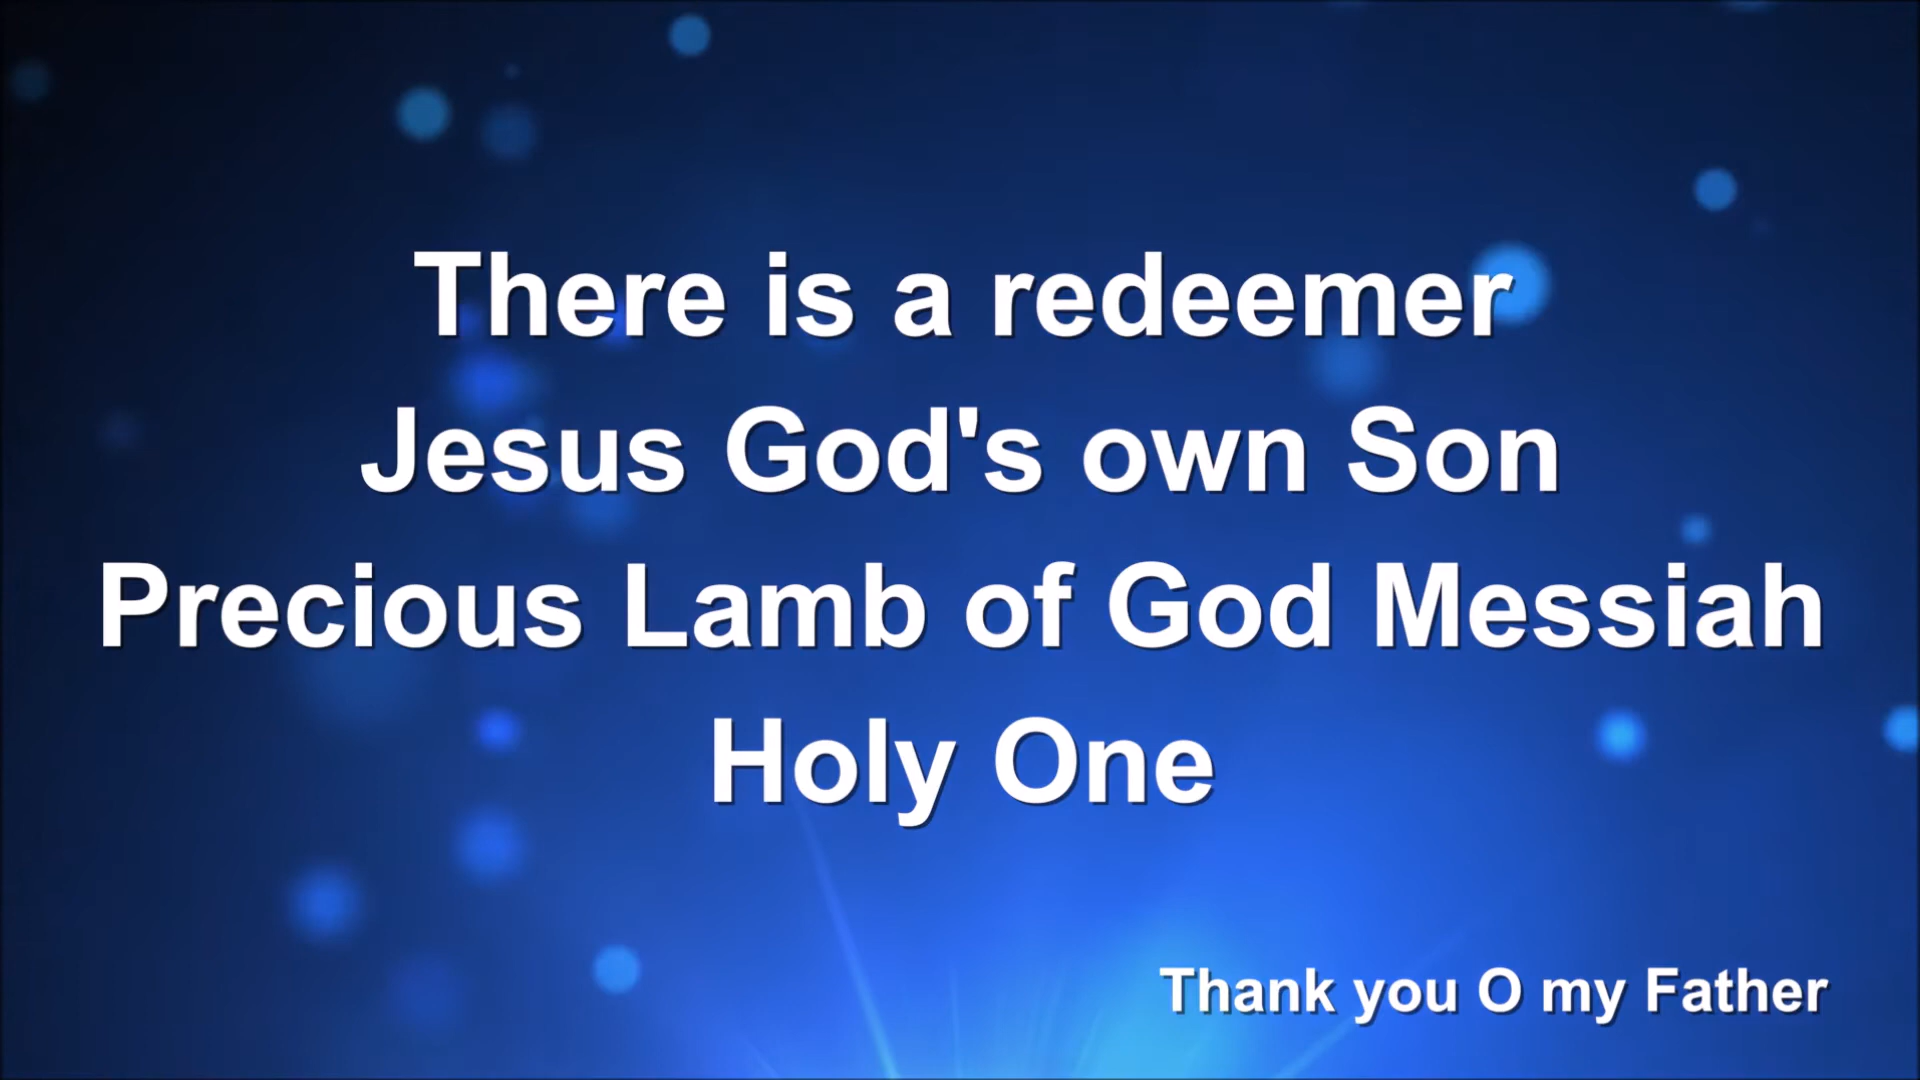 There is a redeemer
Jesus God's own Son
Precious Lamb of God Messiah
Holy One
Thank you O my Father